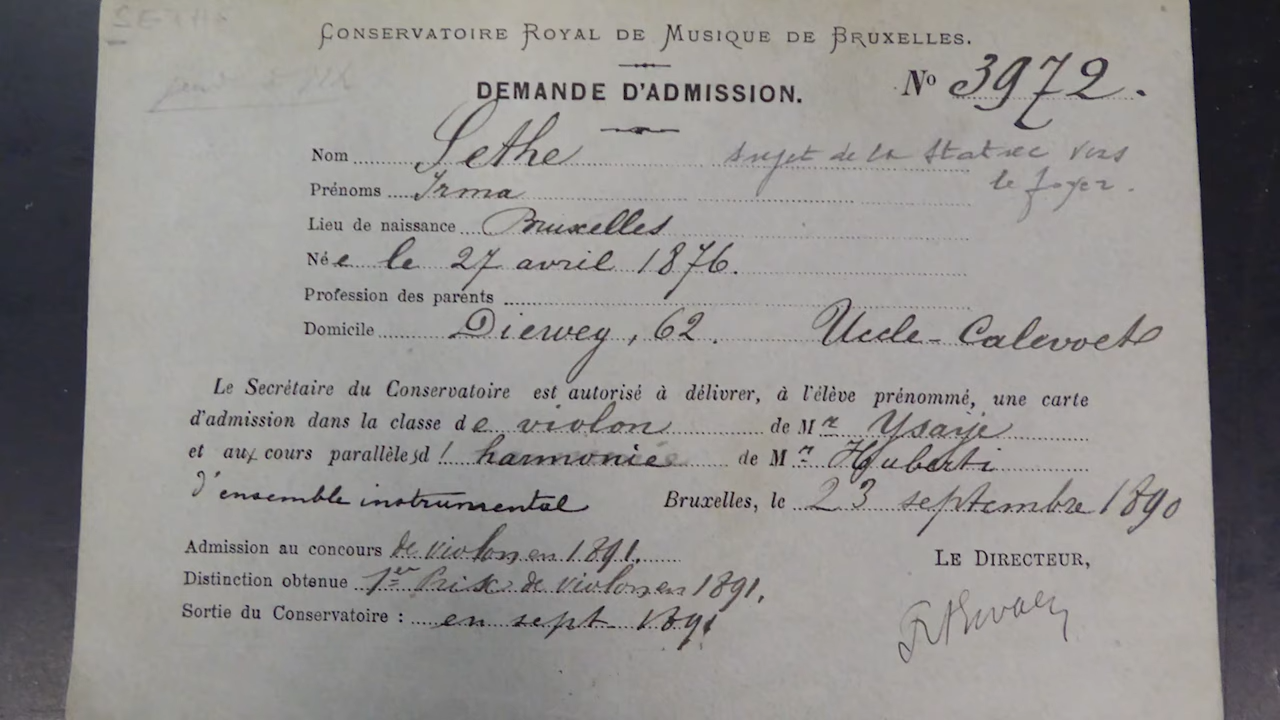 SETHE
CONSERVATOIRE ROYAL DE MUSIQUE DE BRUXELLES.
DEMANDE D'ADMISSION.
No 3972.
Nom Sethe
sujet de la vers
le foyer.
Prénoms Irma
Lieu de naissance Bruxelles
Née le 27 avril 1876.
Profession des parents
Domicile Dieweg, 62. Uccle-Calevoet
Le Secrétaire du Conservatoire est autorisé à délivrer, à l'élève prénommé, une carte
d'admission dans la classe de violon de Mr Ysaÿe
et aux cours parallèles d'harmonie de Mr Huberti
d'ensemble instrumental
Bruxelles, le 23 septembre 1890
Admission au concours de violon en 1891.
LE DIRECTEUR,
Distinction obtenue 1er Prix de violon en 1891.
Sortie du Conservatoire : en sept 1891